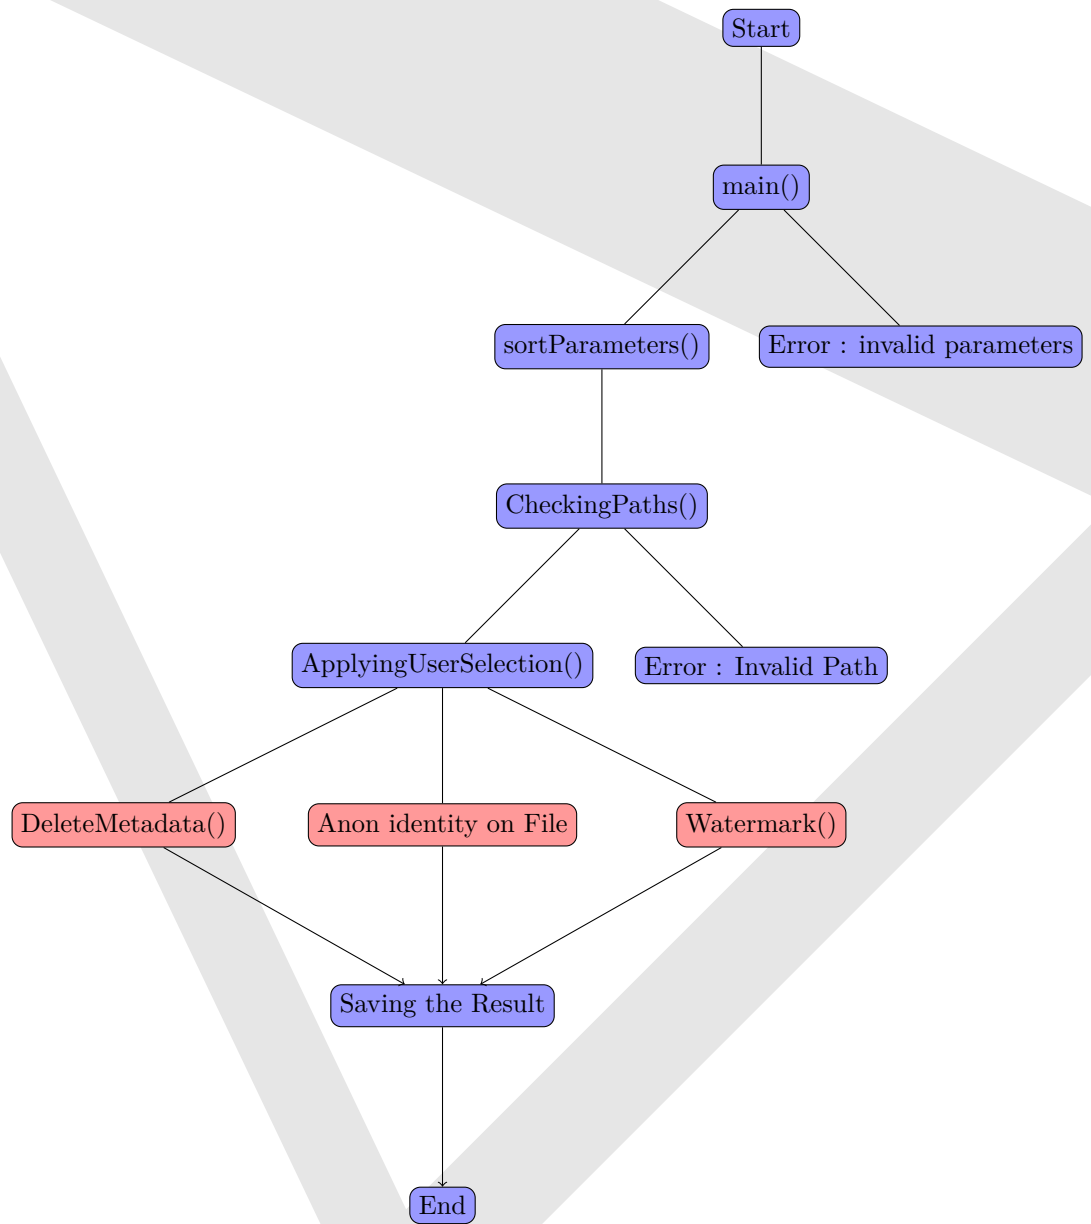 Start
main()
sortParameters()
Error : invalid parameters
CheckingPaths()
ApplyingUserSelection()
Error : Invalid Path
DeleteMetadata()
Anon identity on File
Watermark()
Saving the Result
End